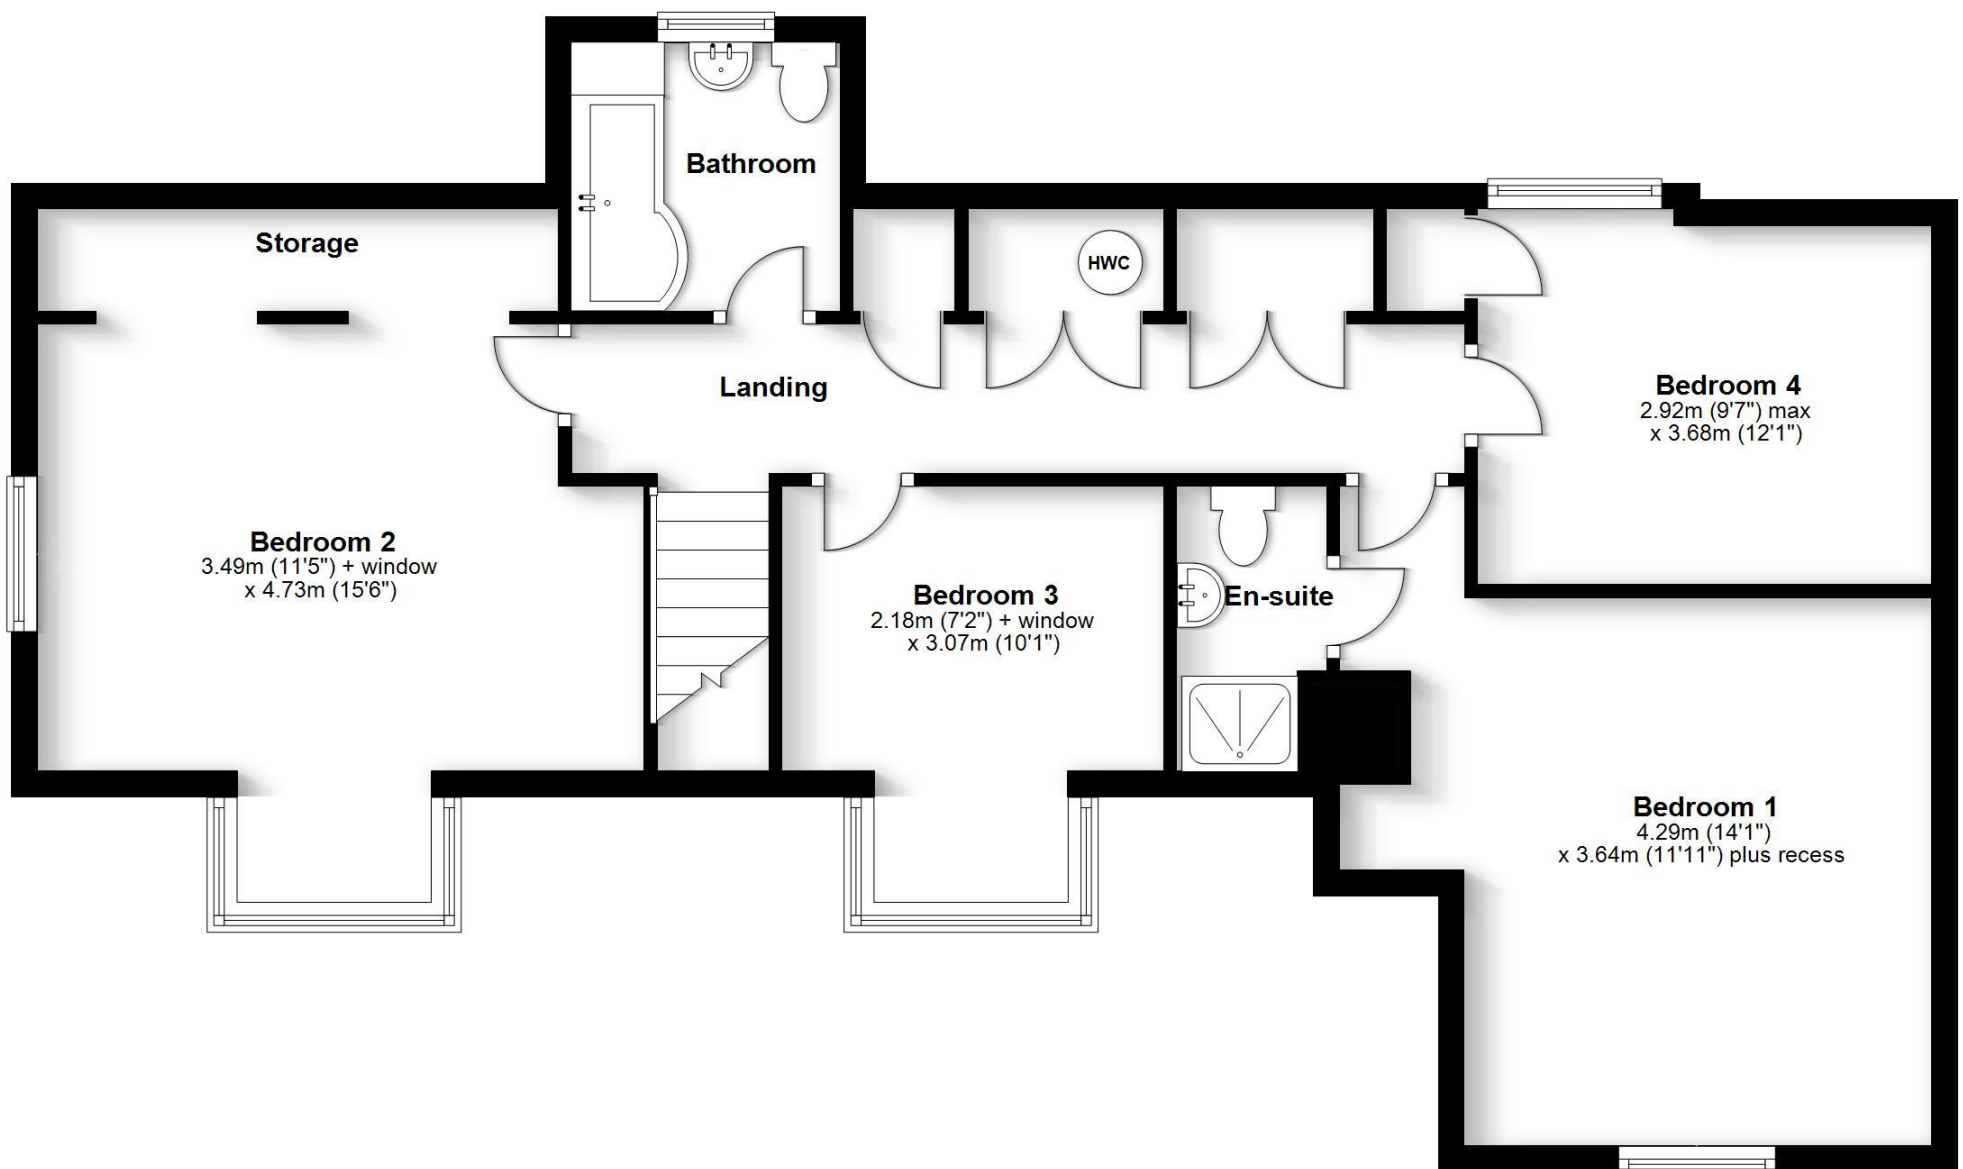 Bathroom
Storage
HWC
Landing
Bedroom 4
2.92m (9'7") max
x 3.68m (12'1")
Bedroom 2
3.49m (11'5") + window
x 4.73m (15'6")
Bedroom 3
2.18m (7'2") + window
x 3.07m (10'1")
En-suite
Bedroom 1
4.29m (14'1")
x 3.64m (11'11") plus recess